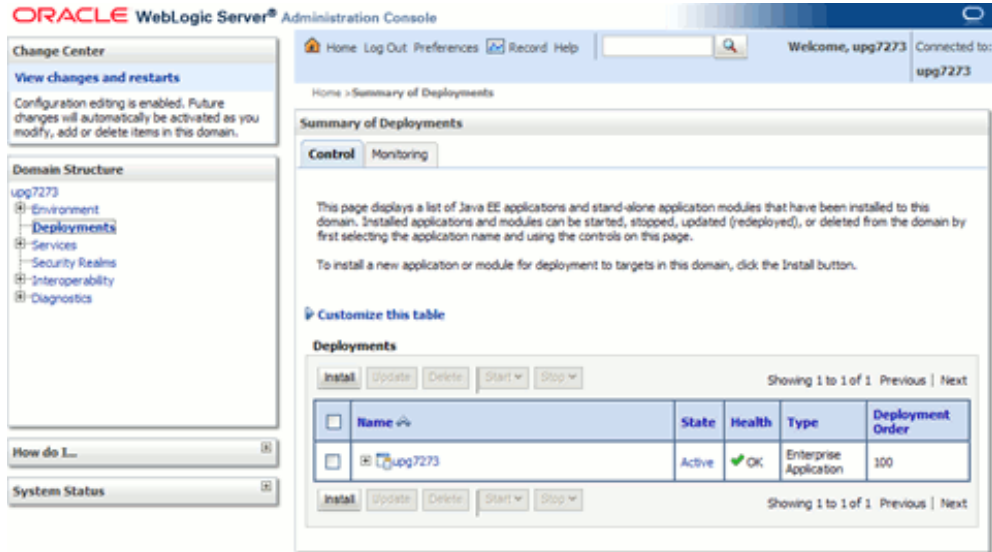 ORACLE WebLogic Server® Administration Console
Change Center
View changes and restarts
Configuration editing is enabled. Future
changes will automatically be activated as you
modify, add or delete items in this domain.
Domain Structure
upg7273
Environment
Deployments
Services
Security Realms
Interoperability
Diagnostics
How do I...
System Status
Home Log Out Preferences Record Help
Welcome, upg7273
Connected to:
upg7273
Home >Summary of Deployments
Summary of Deployments
Control Monitoring
This page displays a list of Java EE applications and stand-alone application modules that have been installed to this
domain. Installed applications and modules can be started, stopped, updated (redeployed), or deleted from the domain by
first selecting the application name and using the controls on this page.
To install a new application or module for deployment to targets in this domain, click the Install button.
Customize this table
Deployments
Install Update Delete Start Stop Showing 1 to 1 of 1 Previous | Next
Name State Health Type Deployment
Order
upg7273 Active OK Enterprise
Application 100
Install Update Delete Start Stop Showing 1 to 1 of 1 Previous | Next